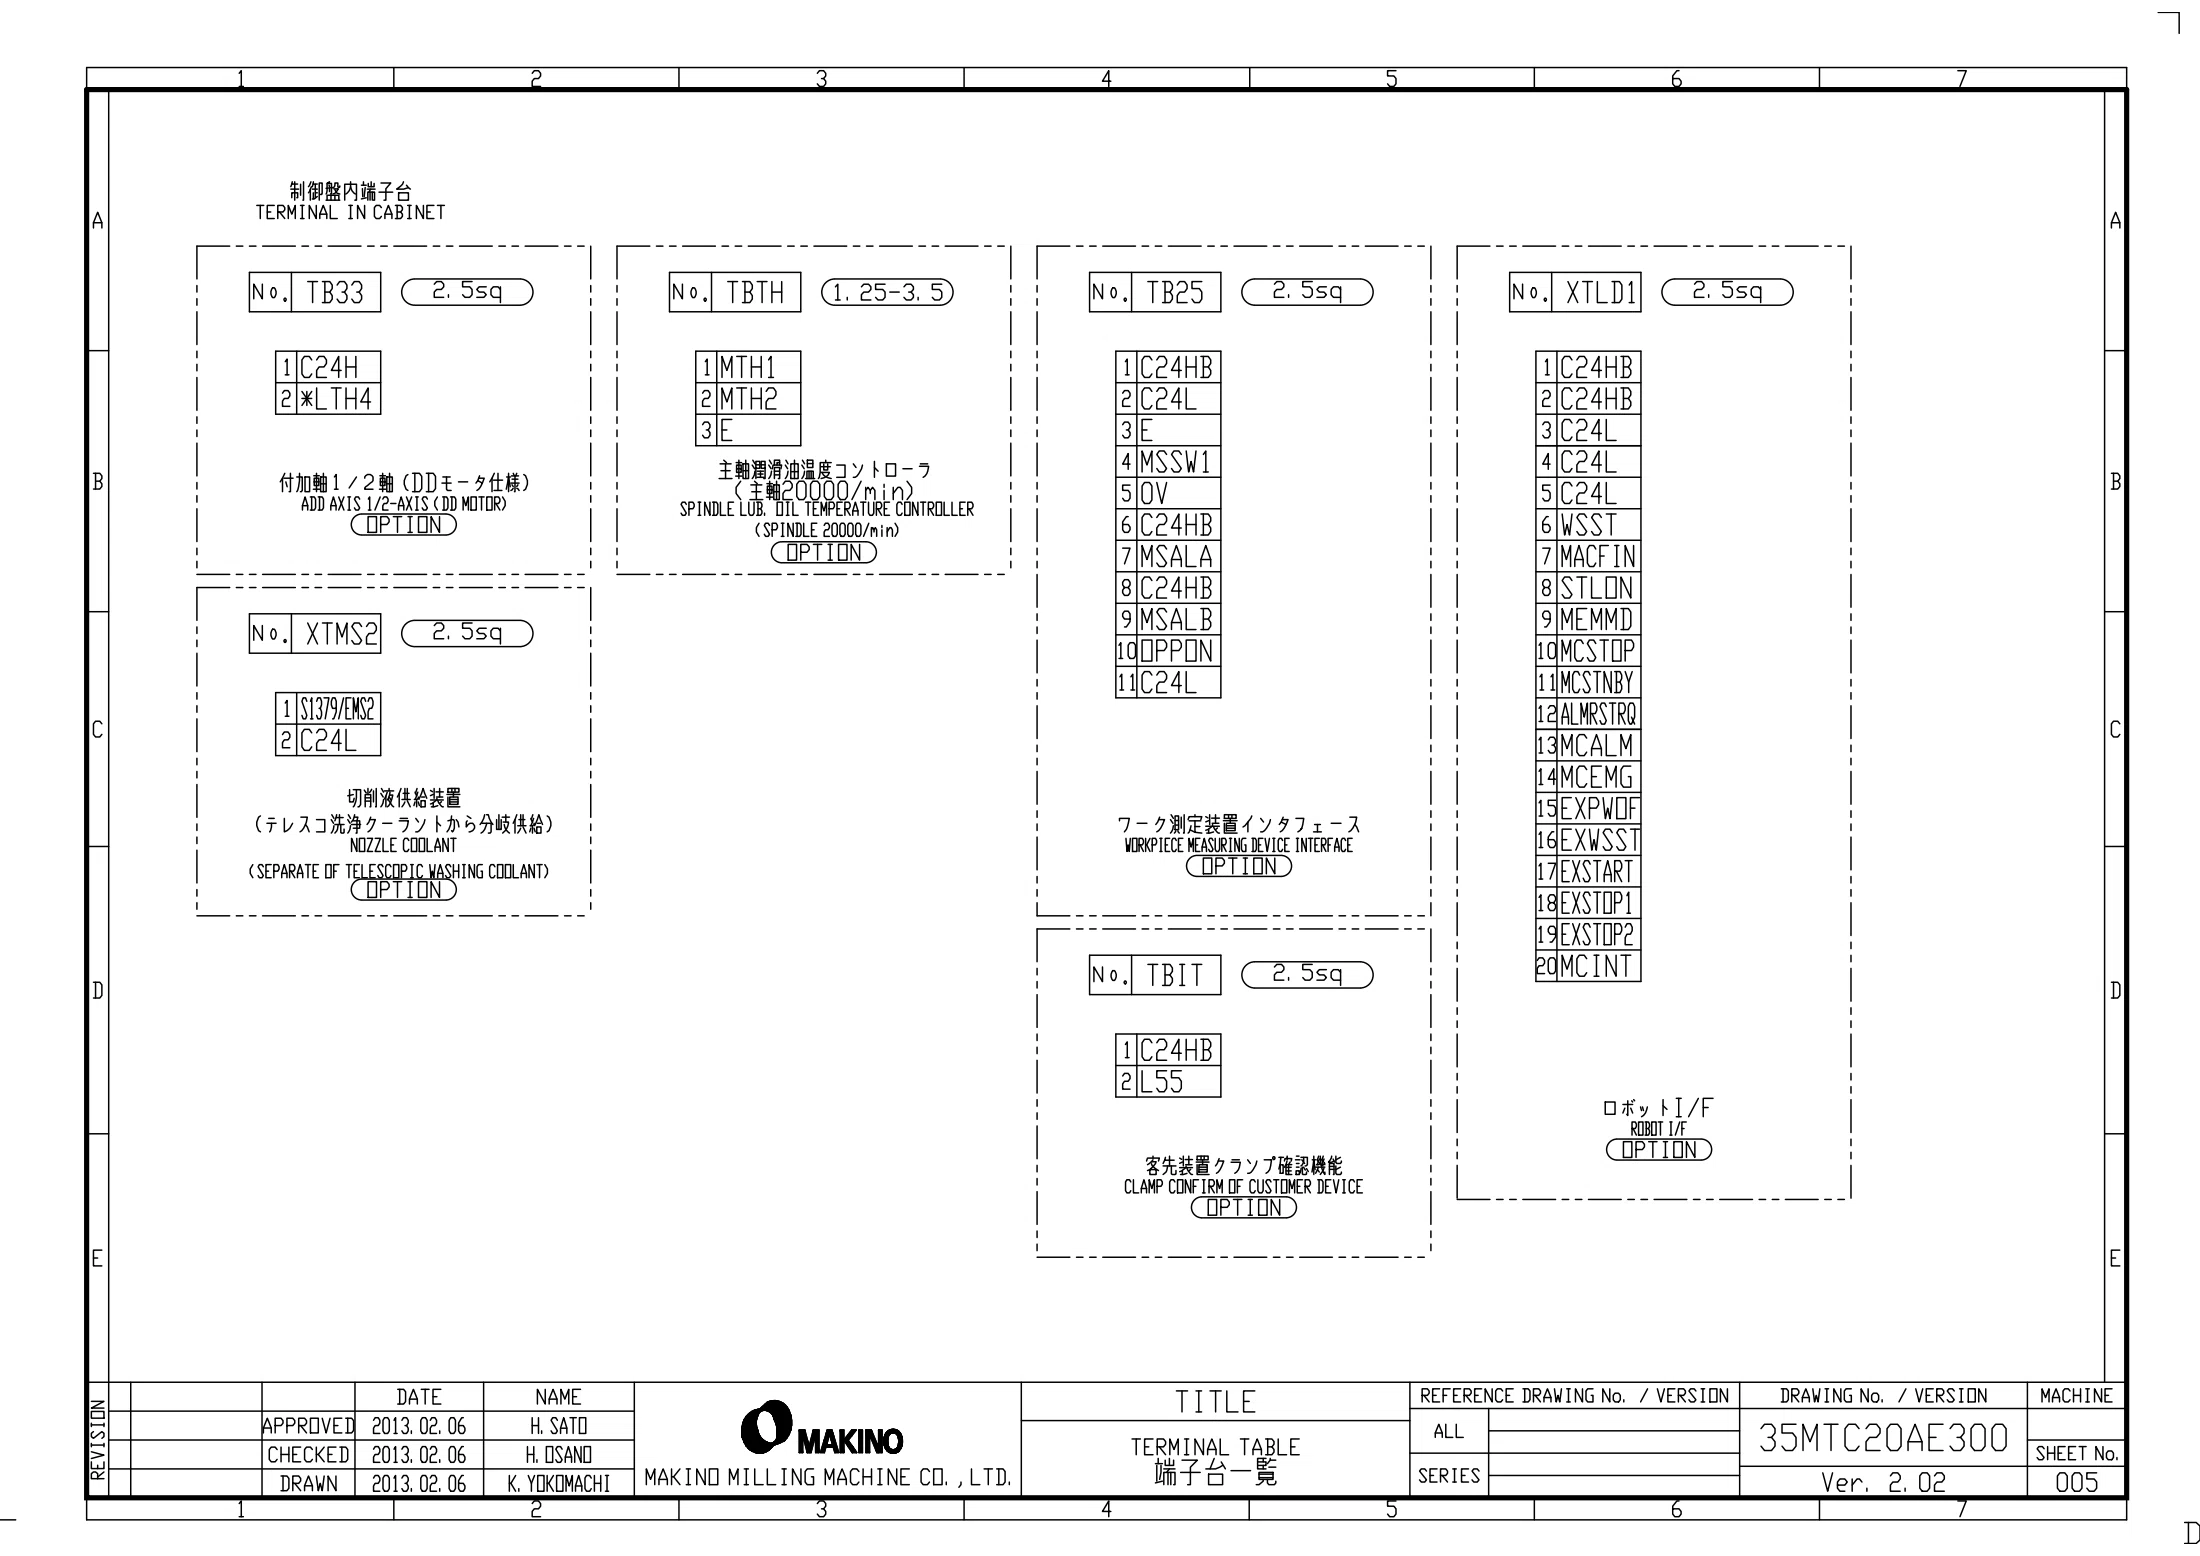 1 2 3 4 5 6 7
制御盤内端子台
TERMINAL IN CABINET
A A
B B
C C
D D
E E
No. TB33 2.5sq
1 C24H
2 *LTH4
付加軸1/2軸(DDモータ仕様)
ADD AXIS 1/2-AXIS(DD MOTOR)
OPTION
No. XTMS2 2.5sq
1 S1379/EMS2
2 C24L
切削液供給装置
(テレスコ洗浄クーラントから分岐供給)
NOZZLE COOLANT
(SEPARATE OF TELESCOPIC WASHING COOLANT)
OPTION
No. TBTH 1.25-3.5
1 MTH1
2 MTH2
3 E
主軸潤滑油温度コントローラ
(主軸20000/min)
SPINDLE LUB. OIL TEMPERATURE CONTROLLER
(SPINDLE 20000/min)
OPTION
No. TB25 2.5sq
1 C24HB
2 C24L
3 E
4 MSSW1
5 0V
6 C24HB
7 MSALA
8 C24HB
9 MSALB
10 OPPON
11 C24L
ワーク測定装置インタフェース
WORKPIECE MEASURING DEVICE INTERFACE
OPTION
No. TBIT 2.5sq
1 C24HB
2 L55
客先装置クランプ確認機能
CLAMP CONFIRM OF CUSTOMER DEVICE
OPTION
No. XTLD1 2.5sq
1 C24HB
2 C24HB
3 C24L
4 C24L
5 C24L
6 WSST
7 MACFIN
8 STLON
9 MEMMD
10 MCSTOP
11 MCSTNBY
12 ALMRSTRQ
13 MCALM
14 MCEMG
15 EXPWOF
16 EXWSST
17 EXSTART
18 EXSTOP1
19 EXSTOP2
20 MCINT
ロボットI/F
ROBOT I/F
OPTION
REVISION
DATE NAME
APPROVED 2013.02.06 H.SATO
CHECKED 2013.02.06 H.OSANO
DRAWN 2013.02.06 K.YOKOMACHI
MAKINO
MAKINO MILLING MACHINE CO.,LTD.
TITLE
TERMINAL TABLE
端子台一覧
REFERENCE DRAWING No. / VERSION
ALL
SERIES
DRAWING No. / VERSION
35MTC20AE300
Ver. 2.02
MACHINE
SHEET No.
005
1 2 3 4 5 6 7
D